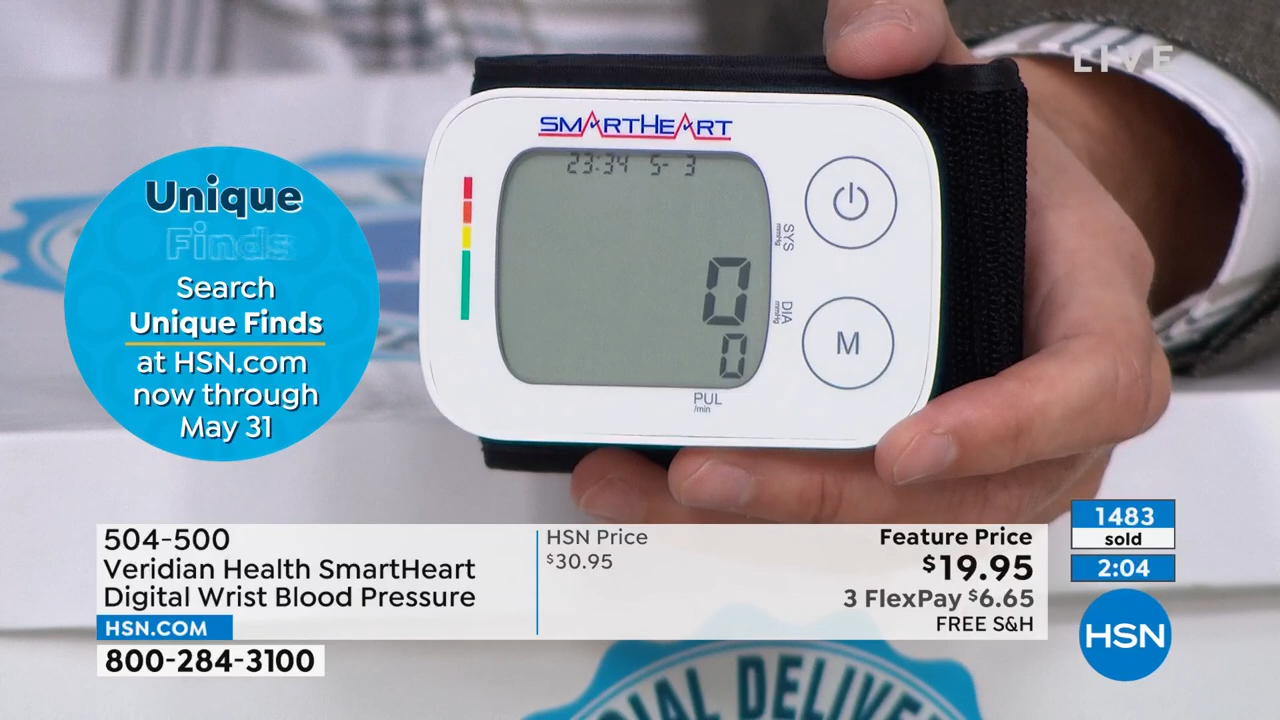 LIVE
SMARTHEART
23:34 5- 3
SYS
mmHg
0
DIA
mmHg
0
M
PUL
/min
Unique
Finds
Search
Unique Finds
at HSN.com
now through
May 31
504-500
Veridian Health SmartHeart
Digital Wrist Blood Pressure
HSN.COM
800-284-3100
HSN Price
$30.95
Feature Price
$19.95
3 FlexPay $6.65
FREE S&H
1483
sold
2:04
HSN
DELIVE